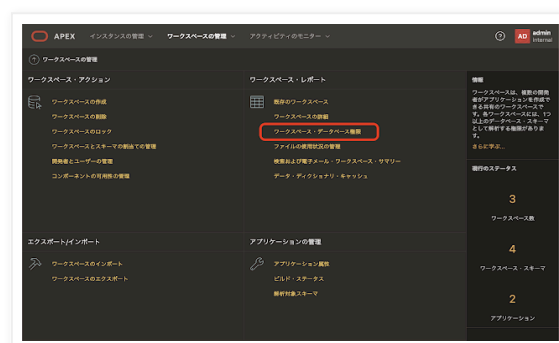 APEX インスタンスの管理 ワークスペースの管理 アクティビティのモニター ? AD admin
Internal
ワークスペースの管理
ワークスペース・アクション
ワークスペースの作成
ワークスペースの削除
ワークスペースのロック
ワークスペースとスキーマの割当ての管理
開発者とユーザーの管理
コンポーネントの可用性の管理
ワークスペース・レポート
既存のワークスペース
ワークスペースの詳細
ワークスペース・データベース権限
ファイルの使用状況の管理
検索および電子メール・ワークスペース・サマリー
データ・ディクショナリ・キャッシュ
エクスポート/インポート
ワークスペースのインポート
ワークスペースのエクスポート
アプリケーションの管理
アプリケーション属性
ビルド・ステータス
解析対象スキーマ
情報
ワークスペースは、複数の開発
者がアプリケーションを作成で
きる共有のワークスペースで
す。各ワークスペースには、1つ
以上のデータベース・スキーマ
として解析する権限がありま
す。
さらに学ぶ...
現行のステータス
3
ワークスペース数
4
ワークスペース・スキーマ
2
アプリケーション